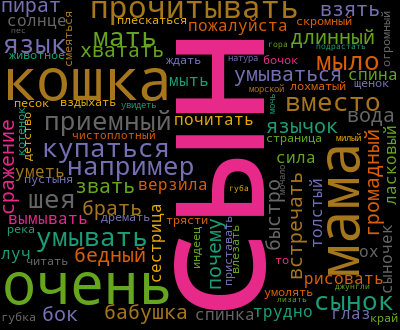 пират
прочитывать
взять
огромный
солнце
смеяться
плескаться
пожалуйста
скромный
пес
мать
длинный
язык
хватать
гора
подрастать
животное
ждать
натура
бочок
мыло
кошка
мыть
умываться
спина
морской
лохматый
щенок
песок
вздыхать
увидеть
мочь
вместо
вода
приемный
почитать
язычок
котенок
детство
чистоплотный
страница
милый
ласковый
сражение
купаться
сила
мама
уметь
например
пустыня
звать
верзила
губа
быстро
мочало
толстый
громадный
шея
брать
сын
встречать
вымывать
дремать
трясти
сестрица
река
умывать
почему
приставать
влезать
индеец
луч
читать
бедный
ох
сыночек
то
рисовать
очень
умолять
джунгли
лизать
сынок
губка
бок
бабушка
спинка
трудно
глаз
край